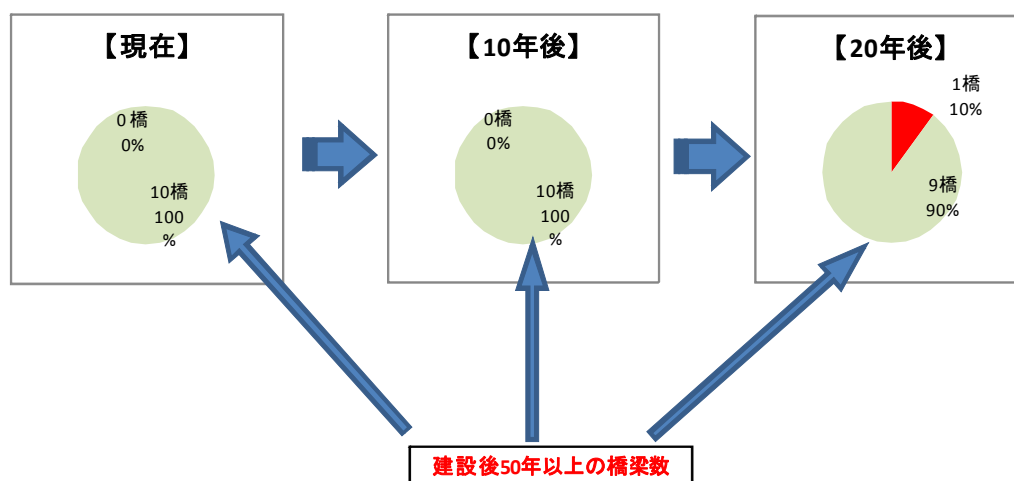 【現在】
0橋
0%
10橋
100
%
【10年後】
0橋
0%
10橋
100
%
【20年後】
1橋
10%
9橋
90%
建設後50年以上の橋梁数